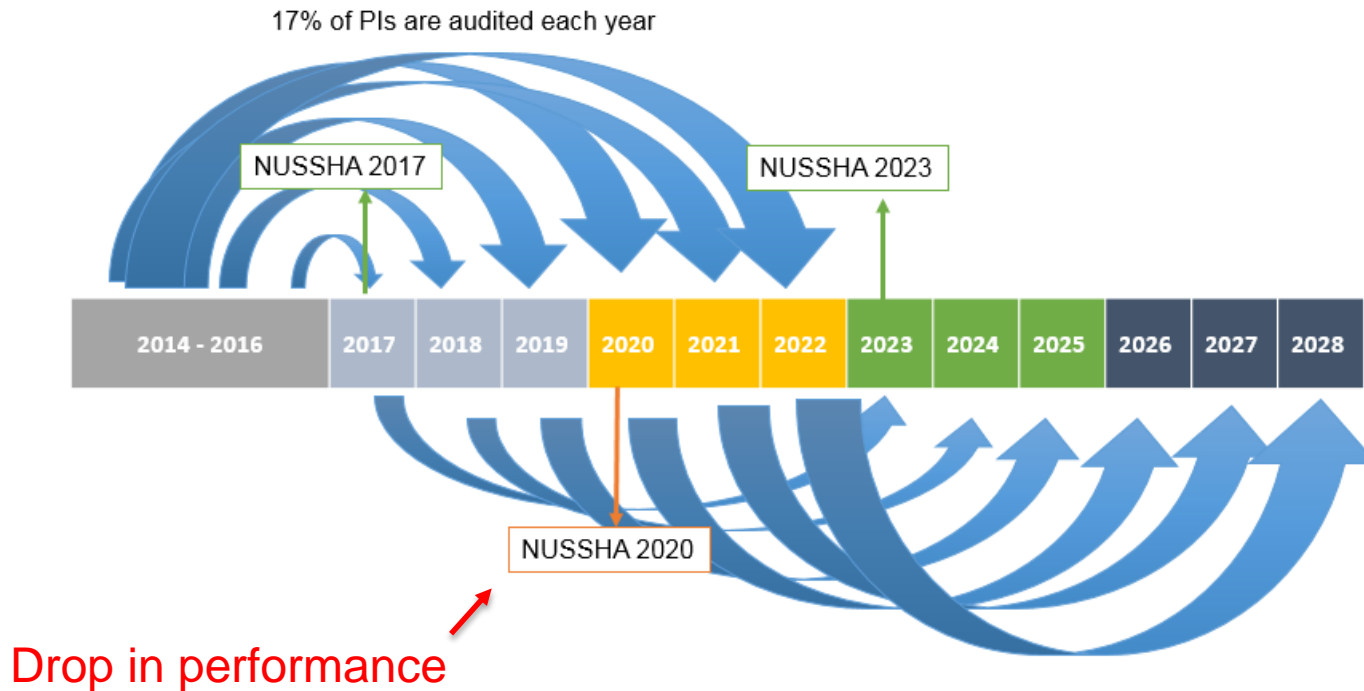 17% of PIs are audited each year
NUSSHA 2017
NUSSHA 2023
2014 - 2016
2017
2018
2019
2020
2021
2022
2023
2024
2025
2026
2027
2028
NUSSHA 2020
Drop in performance